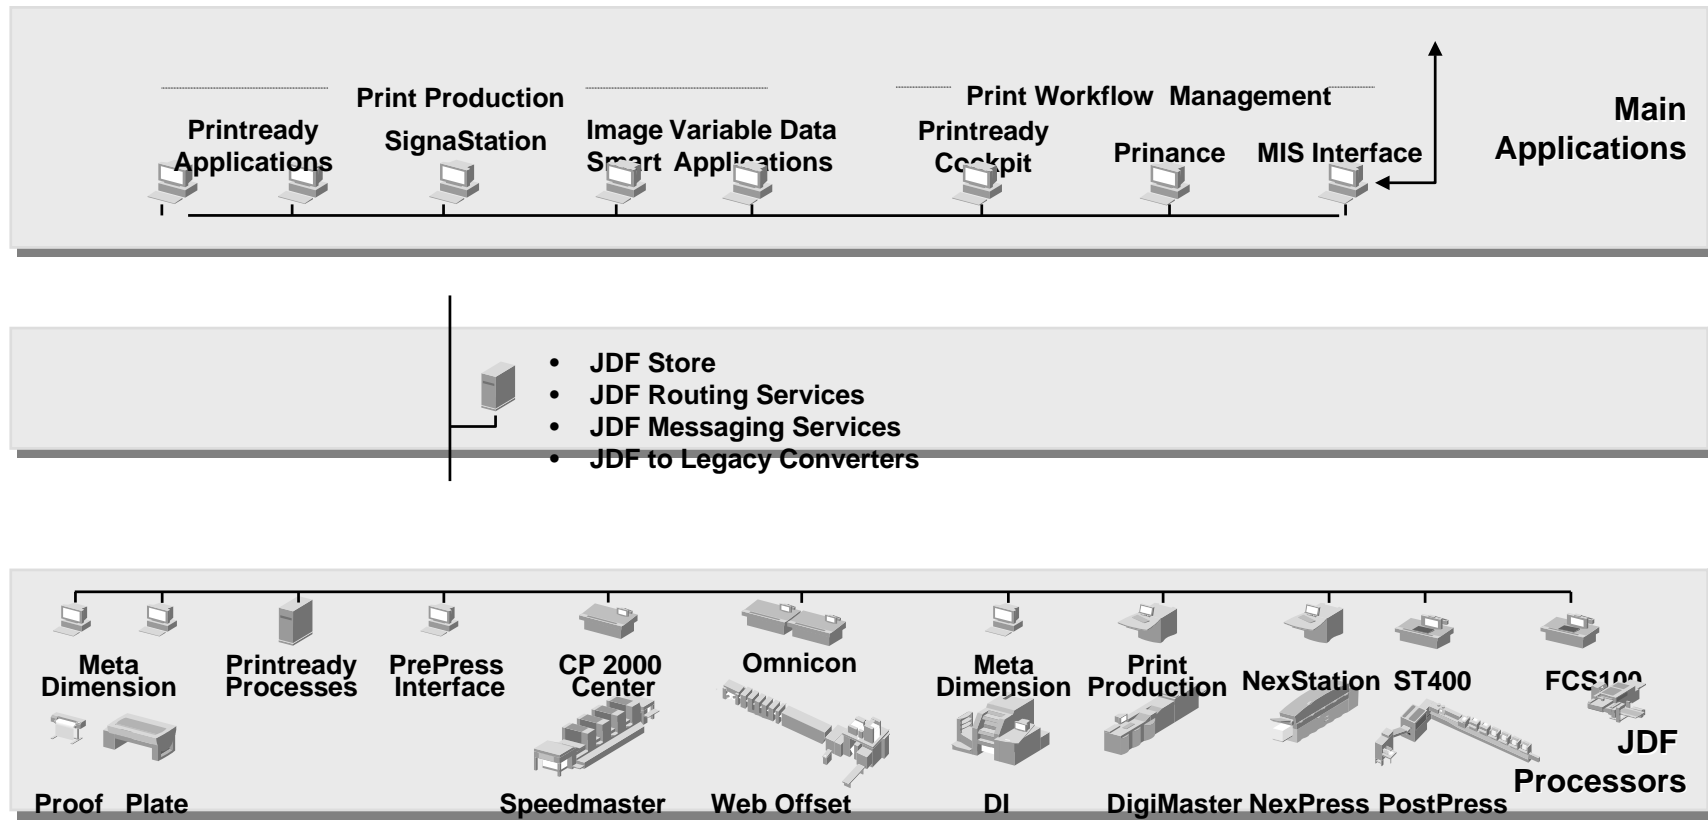 Print Production
Print Workflow Management
Main
Applications
Printready
Applications
SignaStation
Image
Smart
Variable Data
Applications
Printready
Cockpit
Prinance
MIS Interface
• JDF Store
• JDF Routing Services
• JDF Messaging Services
• JDF to Legacy Converters
Meta
Dimension
Printready
Processes
PrePress
Interface
CP 2000
Center
Omnicon
Meta
Dimension
Print
Production
NexStation
ST400
FCS100
JDF
Processors
Proof
Plate
Speedmaster
Web Offset
DI
DigiMaster
NexPress
PostPress